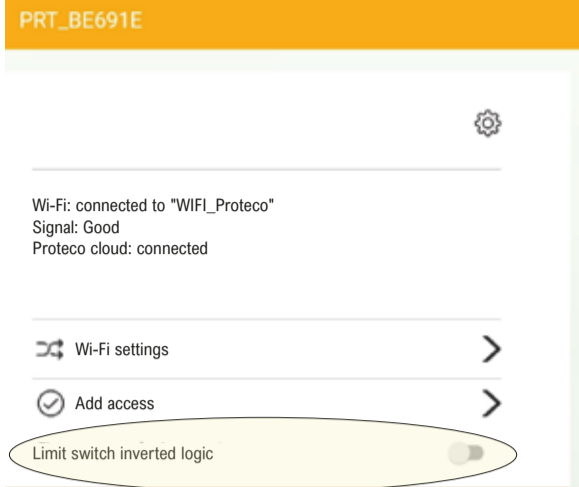 PRT_BE691E
Wi-Fi: connected to "WIFI_Proteco"
Signal: Good
Proteco cloud: connected
Wi-Fi settings
Add access
Limit switch inverted logic